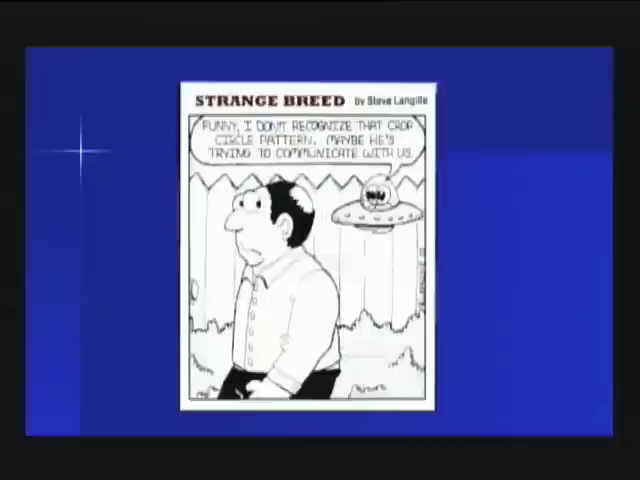 STRANGE BREED by Steve Langille
FUNNY, I DON'T RECOGNIZE THAT CROP
CIRCLE PATTERN. MAYBE HE'S
TRYING TO COMMUNICATE WITH US.